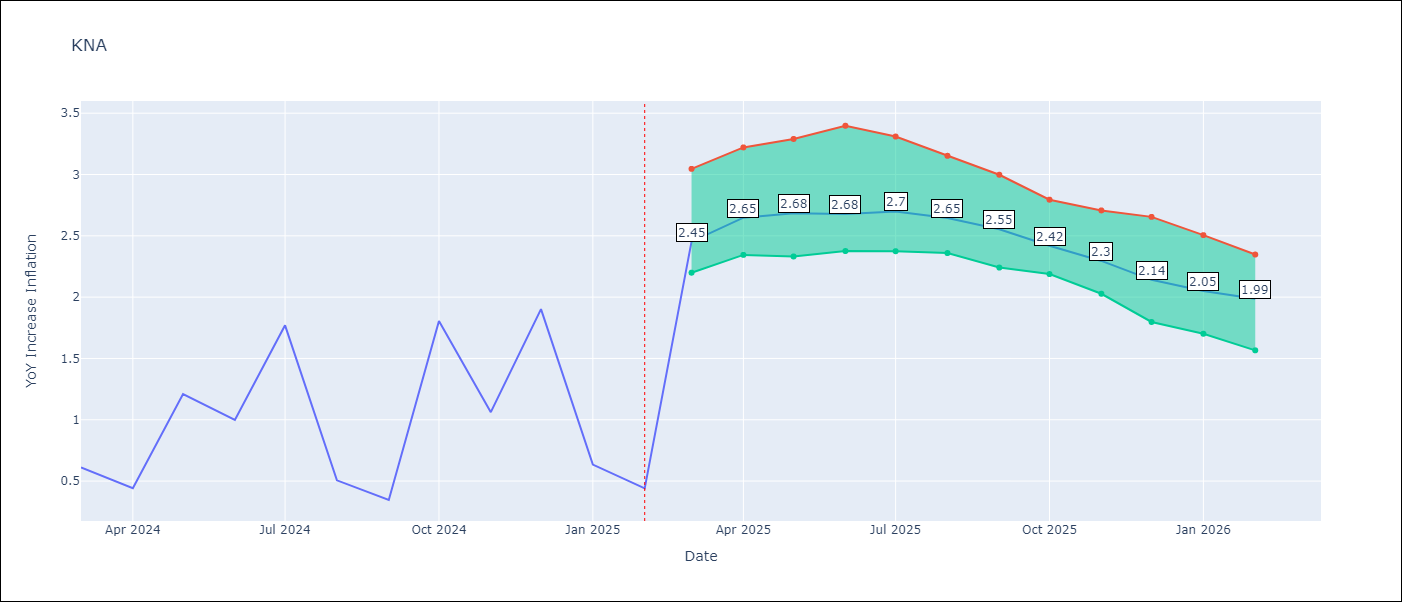 KNA
YoY Increase Inflation
3.5
3
2.5
2
1.5
1
0.5
2.45
2.65
2.68
2.68
2.7
2.65
2.55
2.42
2.3
2.14
2.05
1.99
Apr 2024
Jul 2024
Oct 2024
Jan 2025
Apr 2025
Jul 2025
Oct 2025
Jan 2026
Date